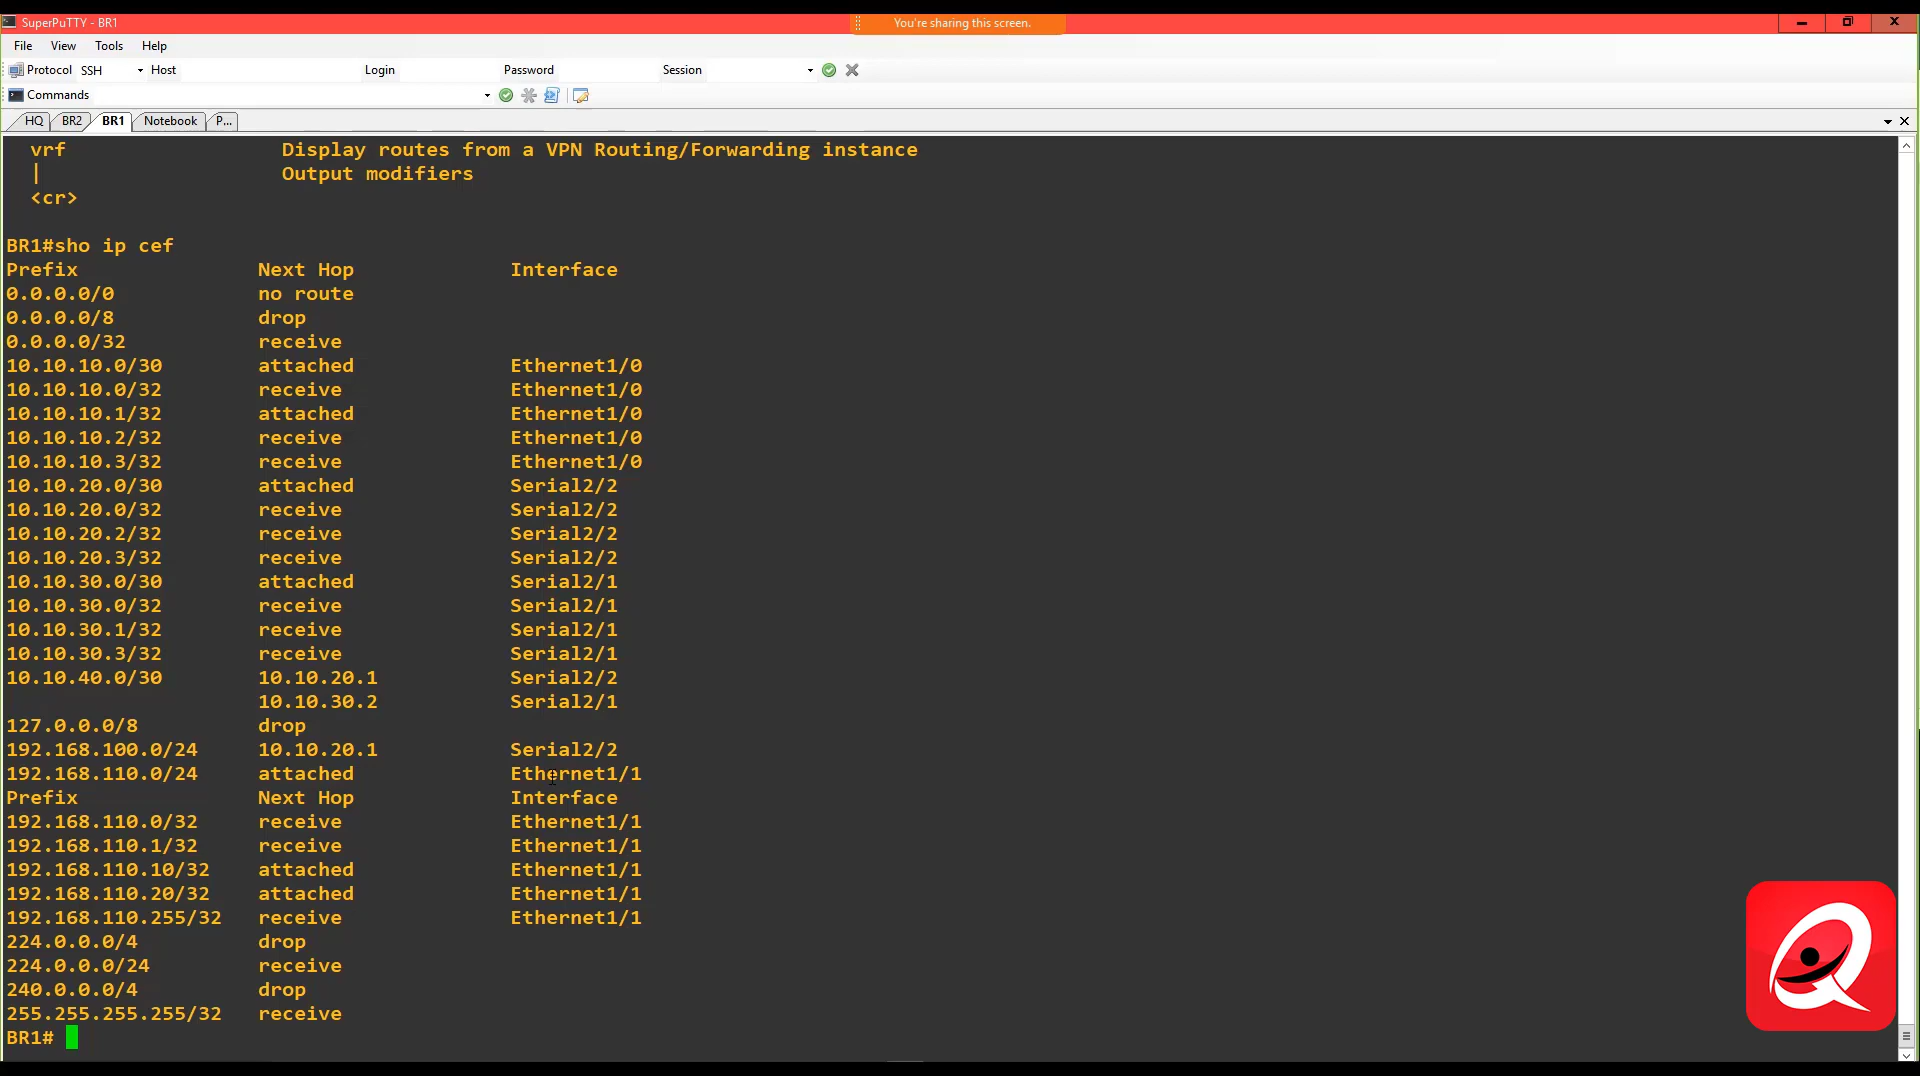 SuperPuTTY - BR1
You're sharing this screen.
File View Tools Help
Protocol SSH Host Login Password Session
Commands
HQ BR2 BR1 Notebook P...
vrf Display routes from a VPN Routing/Forwarding instance
| Output modifiers
<cr>
BR1#sho ip cef
Prefix Next Hop Interface
0.0.0.0/0 no route
0.0.0.0/8 drop
0.0.0.0/32 receive
10.10.10.0/30 attached Ethernet1/0
10.10.10.0/32 receive Ethernet1/0
10.10.10.1/32 attached Ethernet1/0
10.10.10.2/32 receive Ethernet1/0
10.10.10.3/32 receive Ethernet1/0
10.10.20.0/30 attached Serial2/2
10.10.20.0/32 receive Serial2/2
10.10.20.2/32 receive Serial2/2
10.10.20.3/32 receive Serial2/2
10.10.30.0/30 attached Serial2/1
10.10.30.0/32 receive Serial2/1
10.10.30.1/32 receive Serial2/1
10.10.30.3/32 receive Serial2/1
10.10.40.0/30 10.10.20.1 Serial2/2
10.10.30.2 Serial2/1
127.0.0.0/8 drop
192.168.100.0/24 10.10.20.1 Serial2/2
192.168.110.0/24 attached Ethernet1/1
Prefix Next Hop Interface
192.168.110.0/32 receive Ethernet1/1
192.168.110.1/32 receive Ethernet1/1
192.168.110.10/32 attached Ethernet1/1
192.168.110.20/32 attached Ethernet1/1
192.168.110.255/32 receive Ethernet1/1
224.0.0.0/4 drop
224.0.0.0/24 receive
240.0.0.0/4 drop
255.255.255.255/32 receive
BR1#